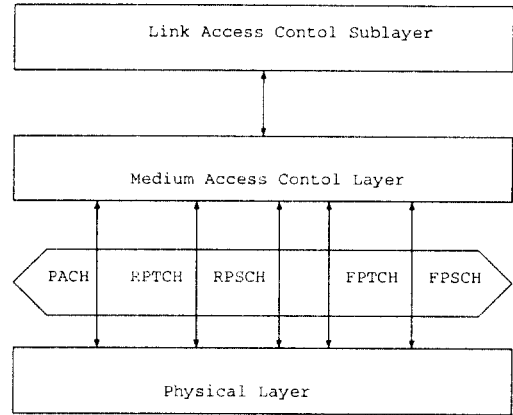 Link Access Contol Sublayer
Medium Access Contol Layer
PACH RPTCH RPSCH FPTCH FPSCH
Physical Layer